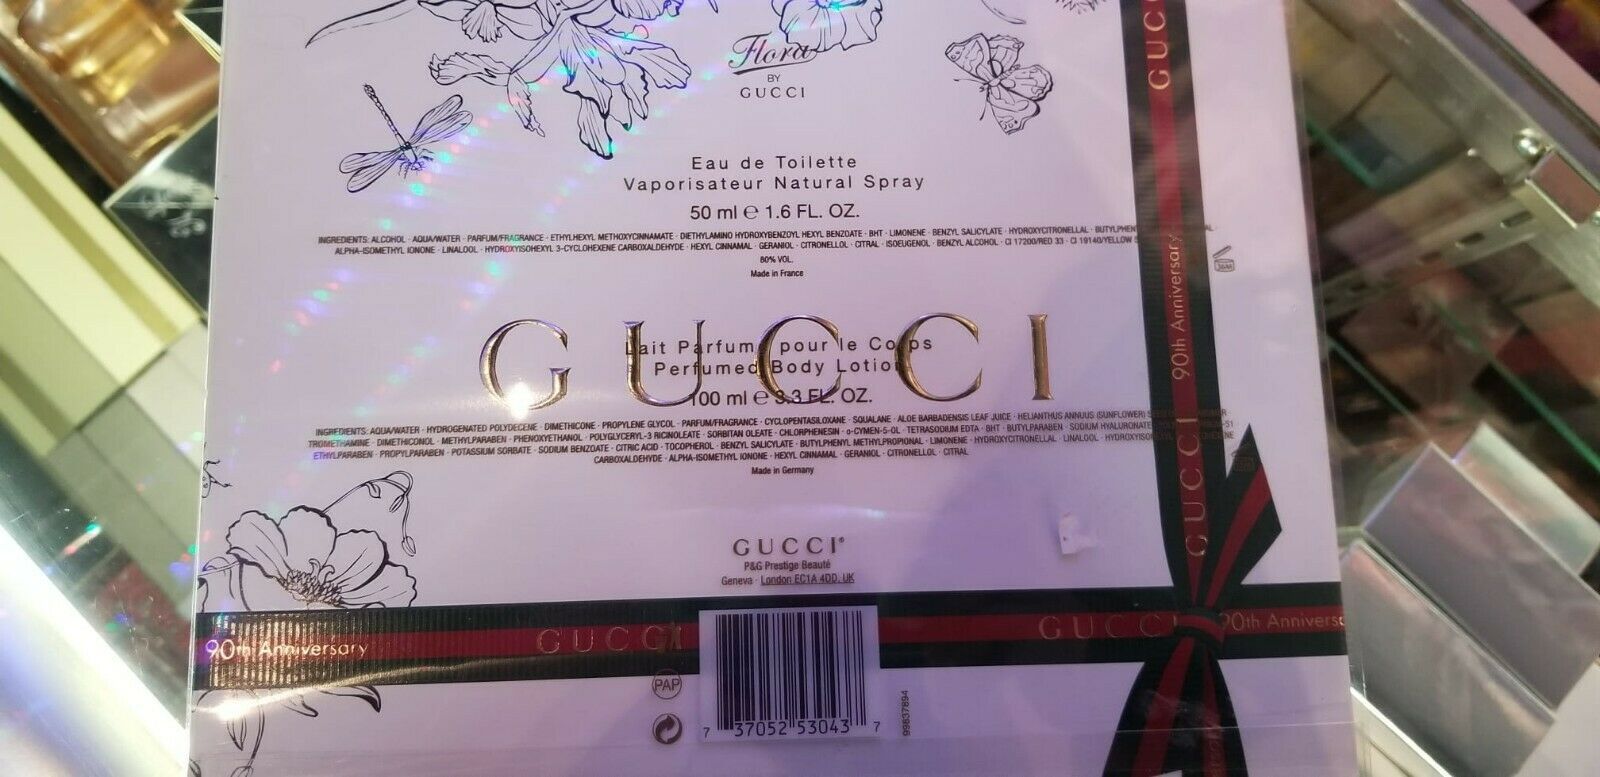 Flora
BY
GUCCI
Eau de Toilette
Vaporisateur Natural Spray
50 ml e 1.6 FL. OZ.
INGREDIENTS: ALCOHOL · AQUA/WATER · PARFUM/FRAGRANCE · ETHYLHEXYL METHOXYCINNAMATE · DIETHYLAMINO HYDROXYBENZOYL HEXYL BENZOATE · BHT · LIMONENE · BENZYL SALICYLATE · HYDROXYCITRONELLAL ·
ALPHA-ISOMETHYL IONONE · LINALOOL · HYDROXYISOHEXYL 3-CYCLOHEXENE CARBOXALDEHYDE · HEXYL CINNAMAL · GERANIOL · CITRONELLOL · CITRAL · ISOEUGENOL · BENZYL ALCOHOL · CI 17200/RED 33 · CI 19140/YELLOW
80% VOL.
Made in France
GUCCI
Lait Parfumé pour le Corps
Perfumed Body Lotion
100 ml e 3.3 FL. OZ.
INGREDIENTS: AQUA/WATER · HYDROGENATED POLYDECENE · DIMETHICONE · PROPYLENE GLYCOL · PARFUM/FRAGRANCE · CYCLOPENTASILOXANE · SQUALANE · ALOE BARBADENSIS LEAF JUICE · HELIANTHUS ANNUUS (SUNFLOWER)
TROMETHAMINE · DIMETHICONOL · METHYLPARABEN · PHENOXYETHANOL · POLYGLYCERYL-3 RICINOLEATE · SORBITAN OLEATE · CHLORPHENESIN · o-CYMEN-5-OL · TETRASODIUM EDTA · BHT · BUTYLPARABEN · SODIUM HYALURONATE
ETHYLPARABEN · PROPYLPARABEN · POTASSIUM SORBATE · SODIUM BENZOATE · CITRIC ACID · TOCOPHEROL · BENZYL SALICYLATE · BUTYLPHENYL METHYLPROPIONAL · LIMONENE · HYDROXYCITRONELLAL · LINALOOL ·
CARBOXALDEHYDE · ALPHA-ISOMETHYL IONONE · HEXYL CINNAMAL · GERANIOL · CITRONELLOL · CITRAL
Made in Germany
GUCCI®
P&G Prestige Beauté
Geneva · London EC1A 4DD, UK
90th Anniversary
GUCCI
GUCCI
90th
PAP
7 37052 53043 7
99837894
GUCCI
90th Anniversary
GUCCI